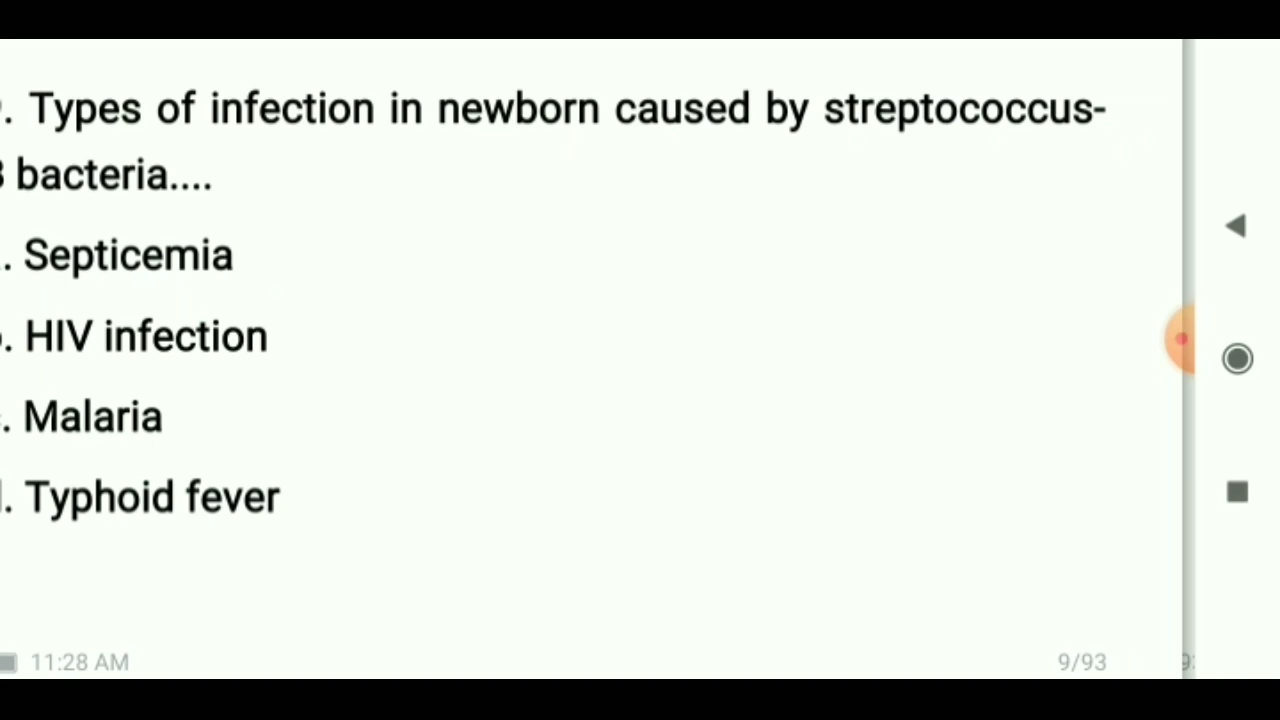 . Types of infection in newborn caused by streptococcus-
B bacteria....
. Septicemia
. HIV infection
. Malaria
. Typhoid fever
11:28 AM 9/93